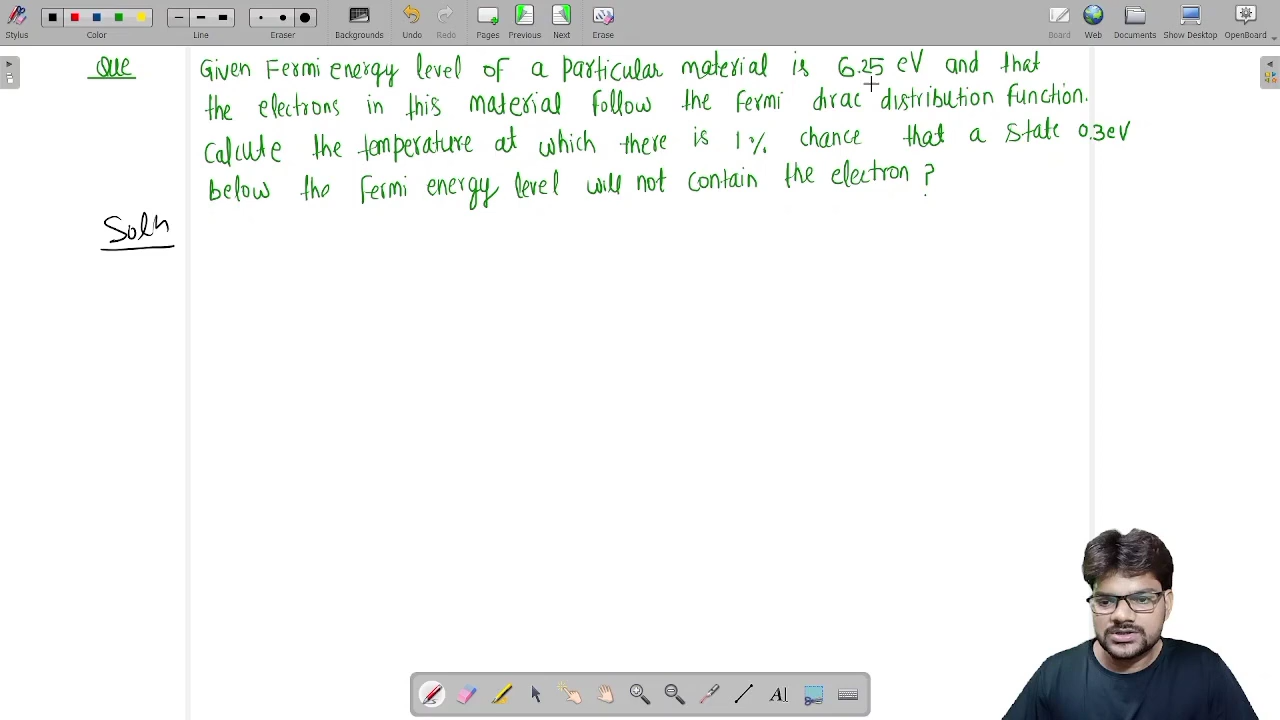 Stylus
Color
Line
Eraser
Backgrounds
Undo
Redo
Pages
Previous
Next
Erase
Board
Web
Documents
Show Desktop
OpenBoard
Que
Given Fermi energy level of a particular material is 6.25 eV and that
the electrons in this material follow the fermi dirac distribution function.
Calcute the temperature at which there is 1% chance that a state 0.3eV
below the fermi energy level will not contain the electron ?
Soln